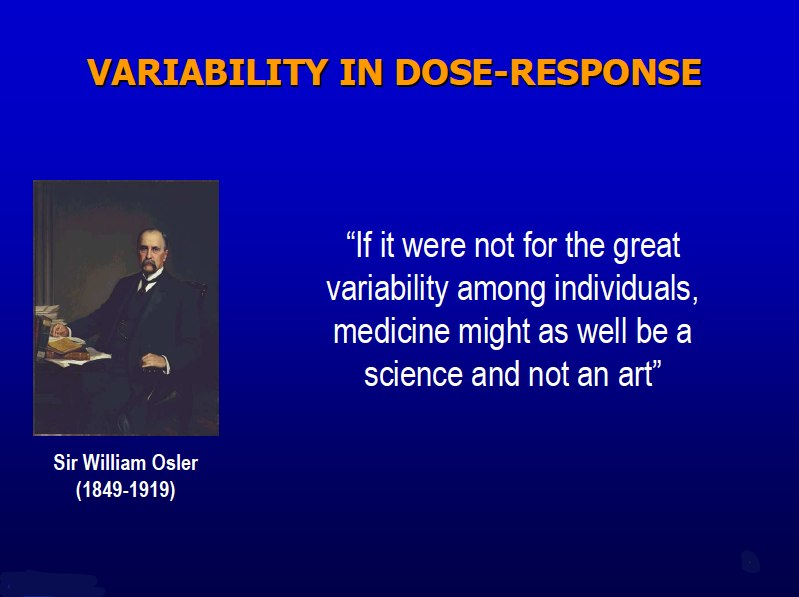 VARIABILITY IN DOSE-RESPONSE
“If it were not for the great
variability among individuals,
medicine might as well be a
science and not an art”
Sir William Osler
(1849-1919)